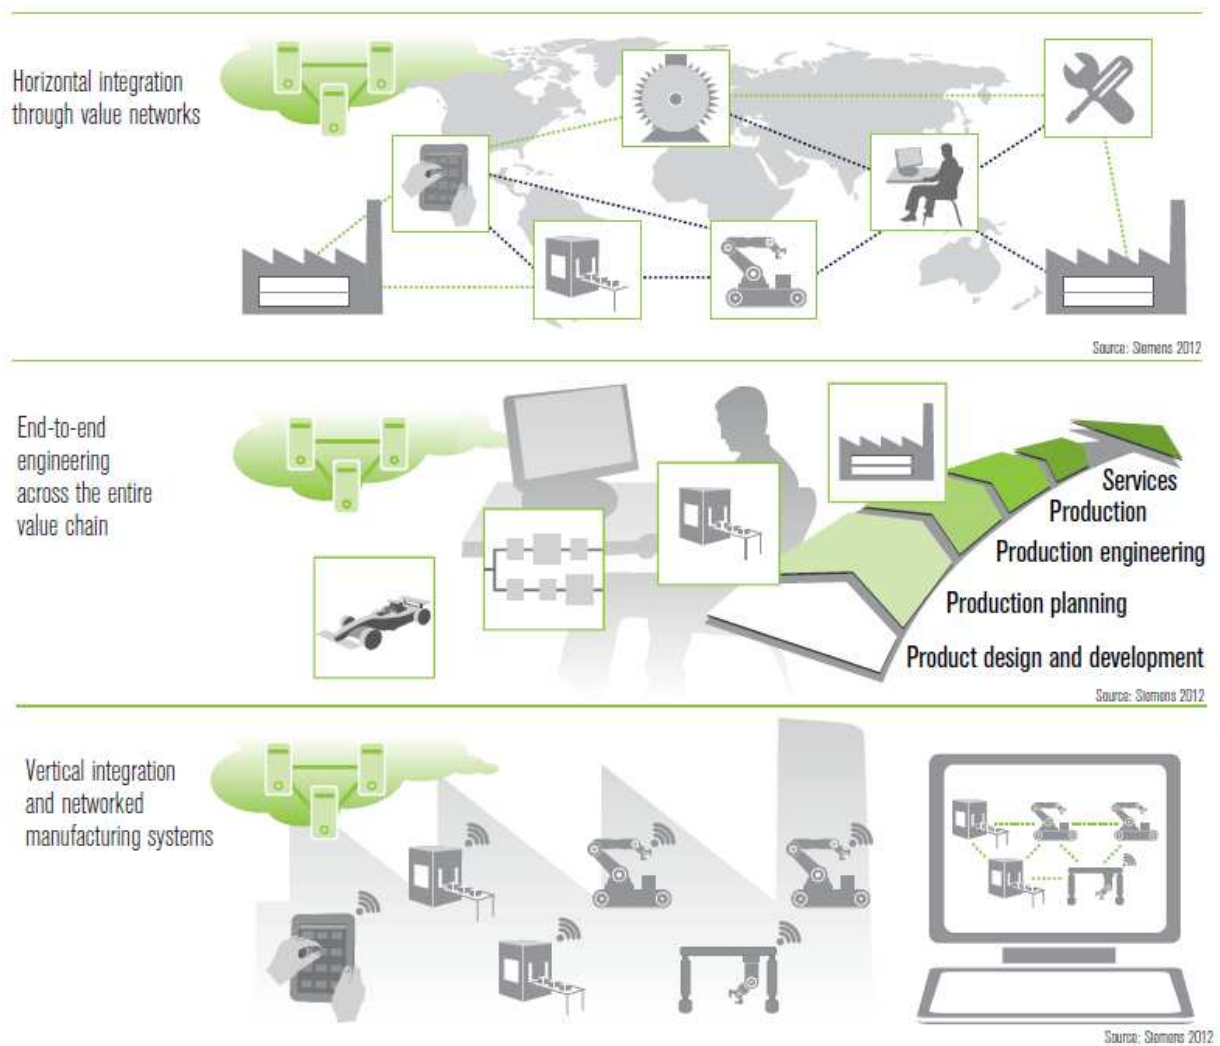 Horizontal integration
through value networks
Source: Siemens 2012
End-to-end
engineering
across the entire
value chain
Services
Production
Production engineering
Production planning
Product design and development
Source: Siemens 2012
Vertical integration
and networked
manufacturing systems
Source: Siemens 2012